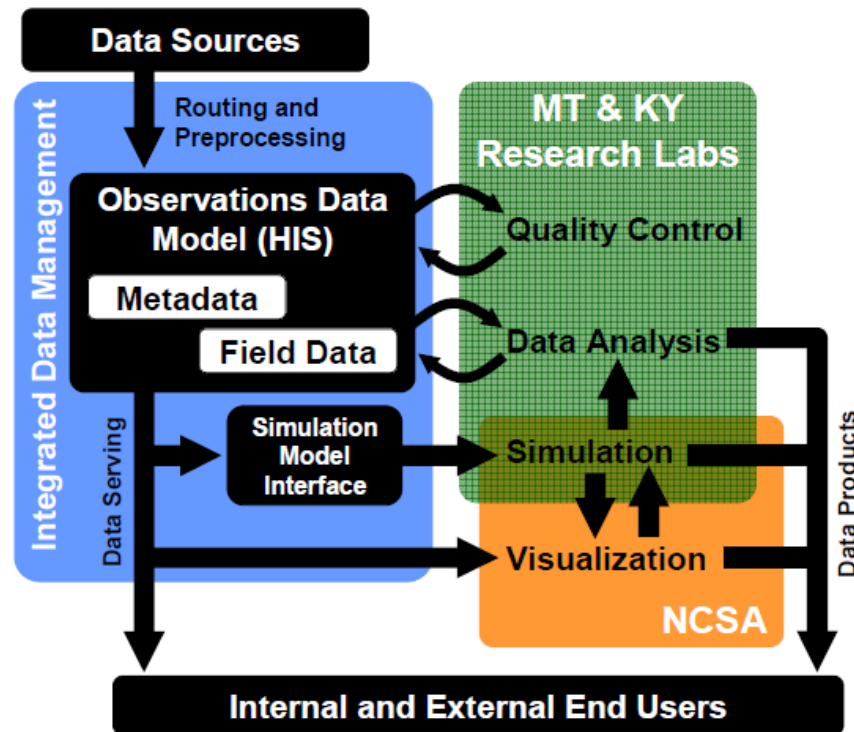 Data Sources
Integrated Data Management
Routing and
Preprocessing
MT & KY
Research Labs
Observations Data
Model (HIS)
Metadata
Field Data
Quality Control
Data Analysis
Data Serving
Simulation
Model
Interface
Simulation
Visualization
NCSA
Data Products
Internal and External End Users